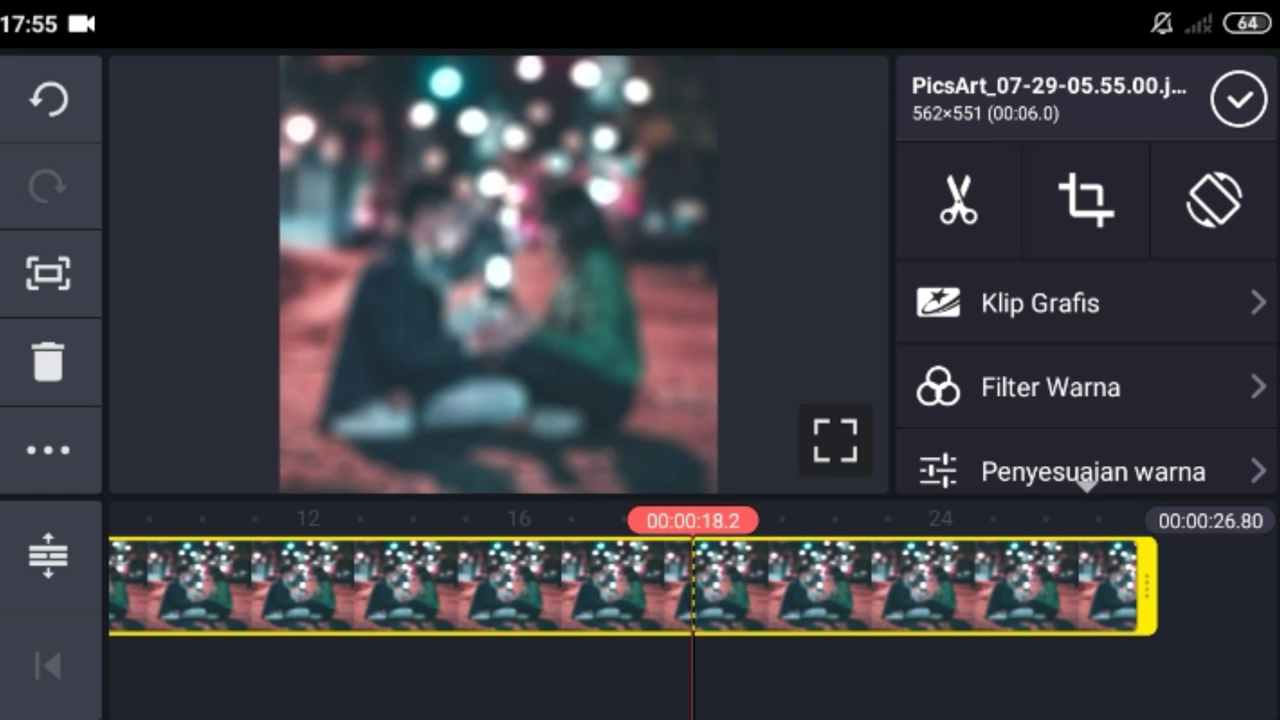 17:55
64
PicsArt_07-29-05.55.00.j...
562×551 (00:06.0)
Klip Grafis
Filter Warna
Penyesuaian warna
12
16
00:00:18.2
24
00:00:26.80